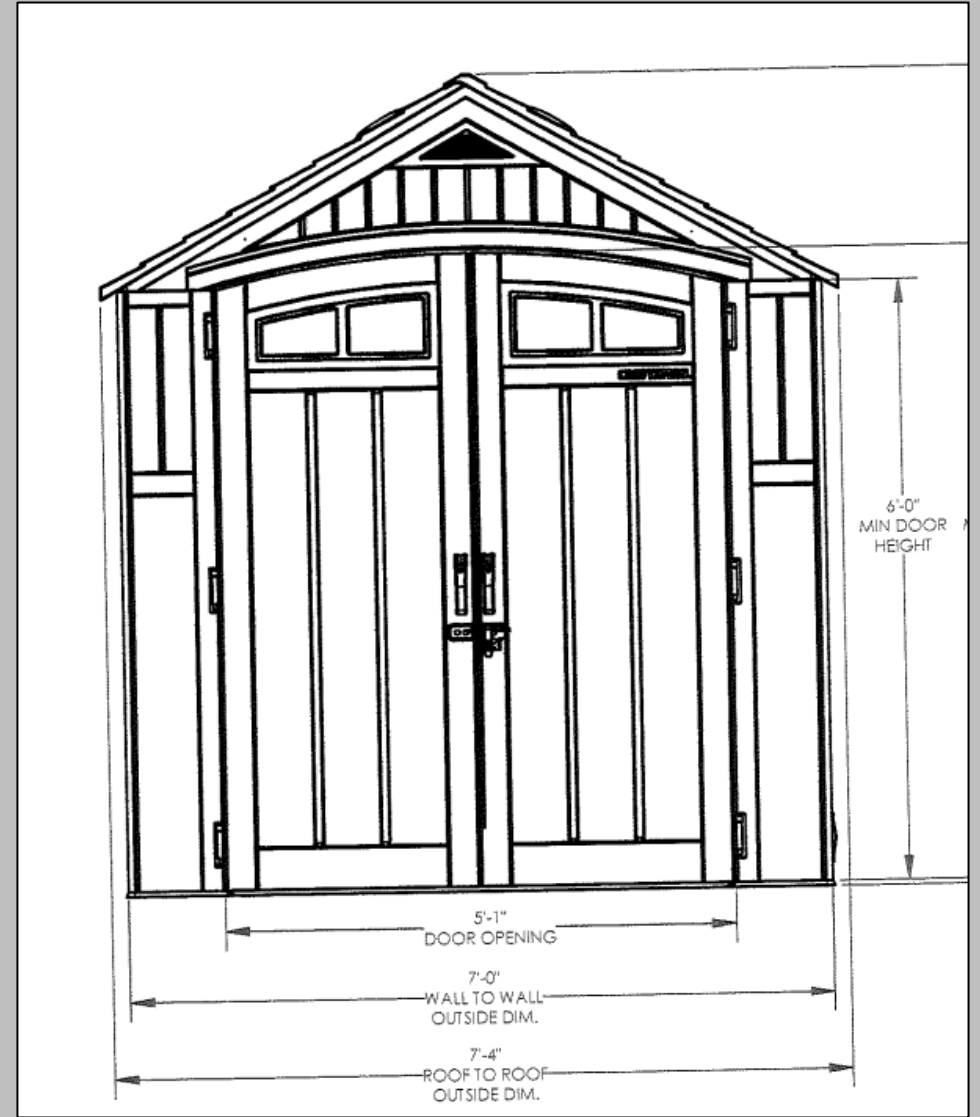 CRAFTSMAN
6'-0"
MIN DOOR
HEIGHT
5'-1"
DOOR OPENING
7'-0"
WALL TO WALL
OUTSIDE DIM.
7'-4"
ROOF TO ROOF
OUTSIDE DIM.